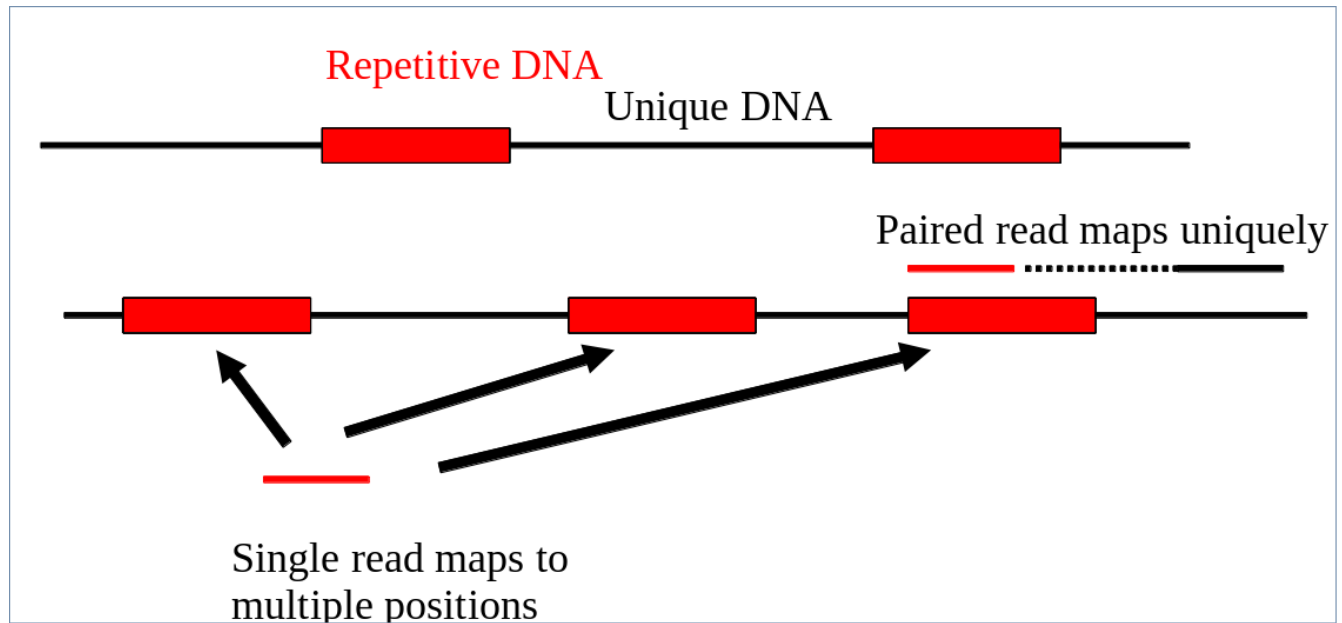 Repetitive DNA
Unique DNA
Paired read maps uniquely
Single read maps to
multiple positions